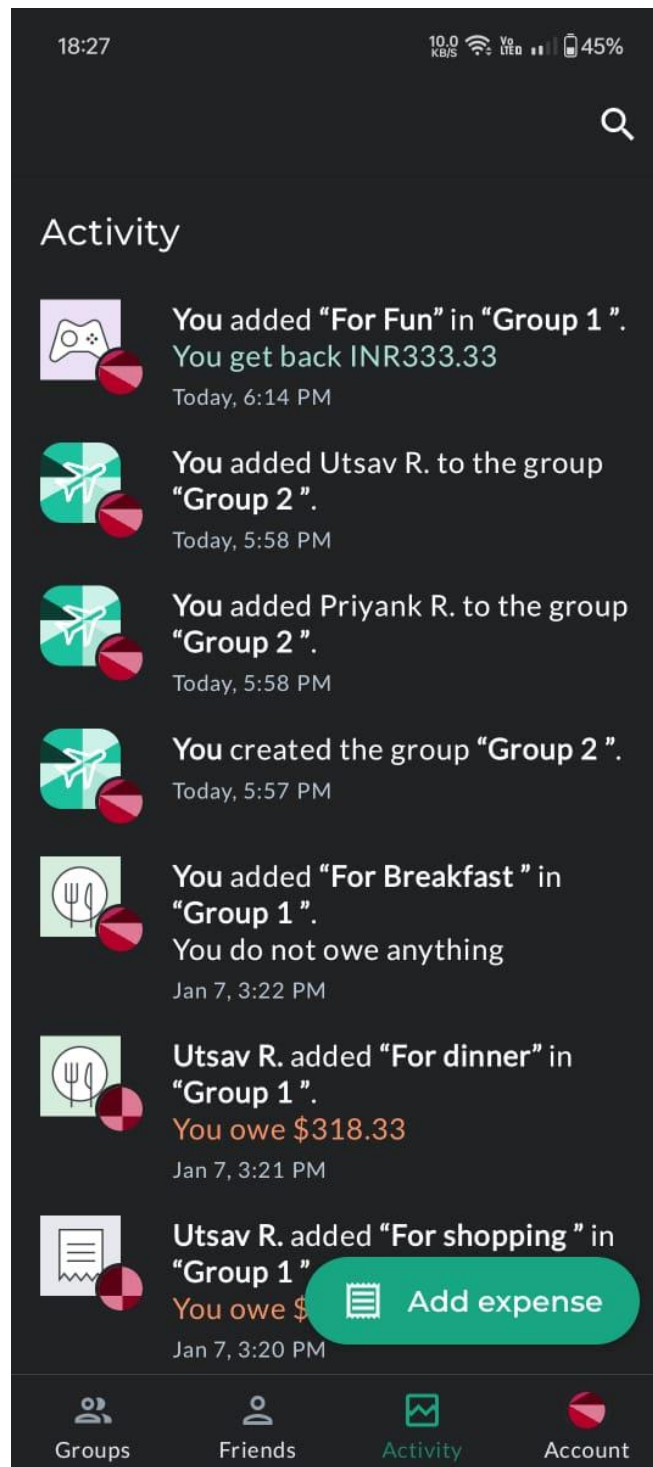 18:27
10.0 KB/S Vo LTED 45%
Activity
You added “For Fun” in “Group 1 ”.
You get back INR333.33
Today, 6:14 PM
You added Utsav R. to the group
“Group 2 ”.
Today, 5:58 PM
You added Priyank R. to the group
“Group 2 ”.
Today, 5:58 PM
You created the group “Group 2 ”.
Today, 5:57 PM
You added “For Breakfast ” in
“Group 1 ”.
You do not owe anything
Jan 7, 3:22 PM
Utsav R. added “For dinner” in
“Group 1 ”.
You owe $318.33
Jan 7, 3:21 PM
Utsav R. added “For shopping ” in
“Group 1 ”
You owe $
Add expense
Jan 7, 3:20 PM
Groups
Friends
Activity
Account